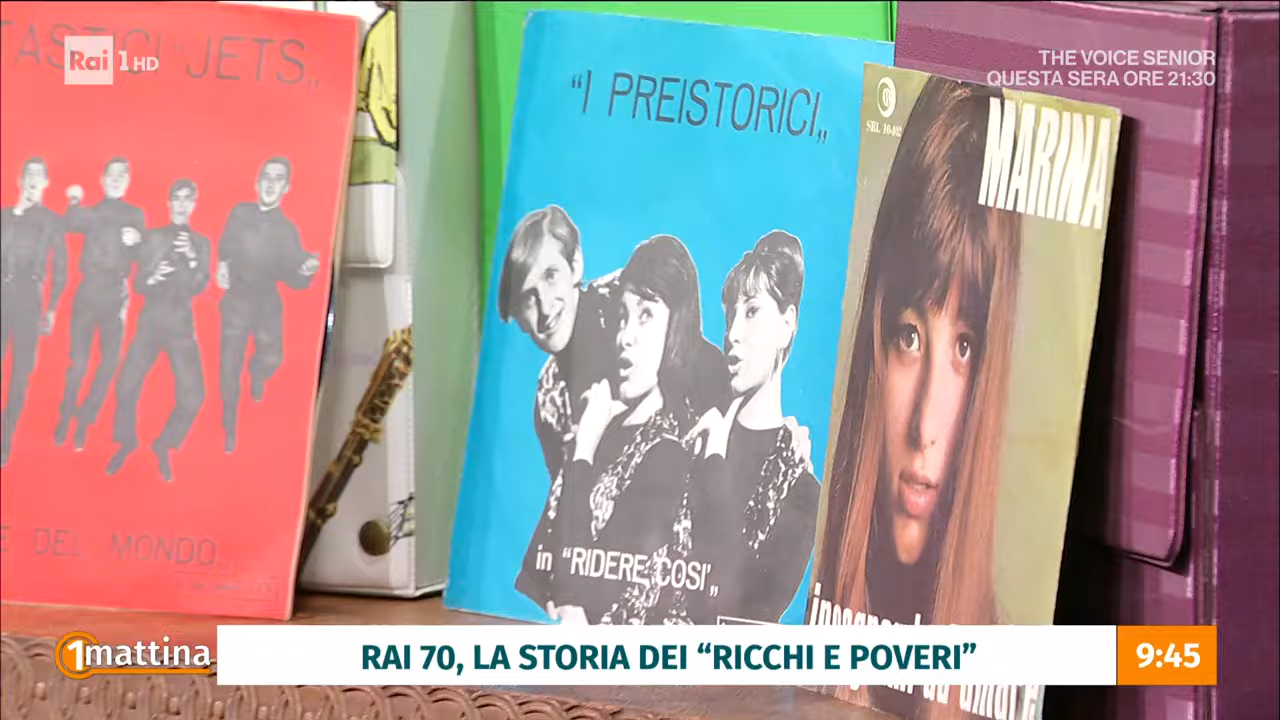 TASTICI "JETS„
Rai 1 HD
THE VOICE SENIOR
QUESTA SERA ORE 21:30
"I PREISTORICI„
SRL 10-402
MARINA
E DEL MONDO„
in "RIDERE COSI'„
1mattina
RAI 70, LA STORIA DEI “RICCHI E POVERI”
9:45